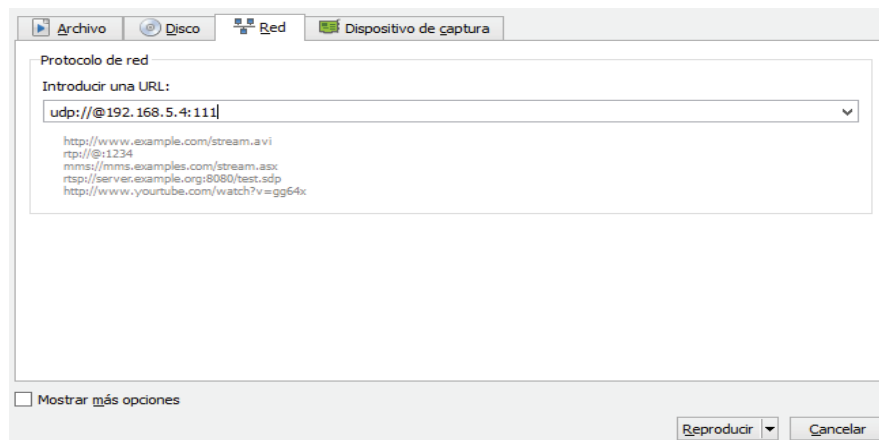 Archivo Disco Red Dispositivo de captura
Protocolo de red
Introducir una URL:
udp://@192.168.5.4:111
http://www.example.com/stream.avi
rtp://@:1234
mms://mms.examples.com/stream.asx
rtsp://server.example.org:8080/test.sdp
http://www.yourtube.com/watch?v=gg64x
Mostrar más opciones
Reproducir Cancelar